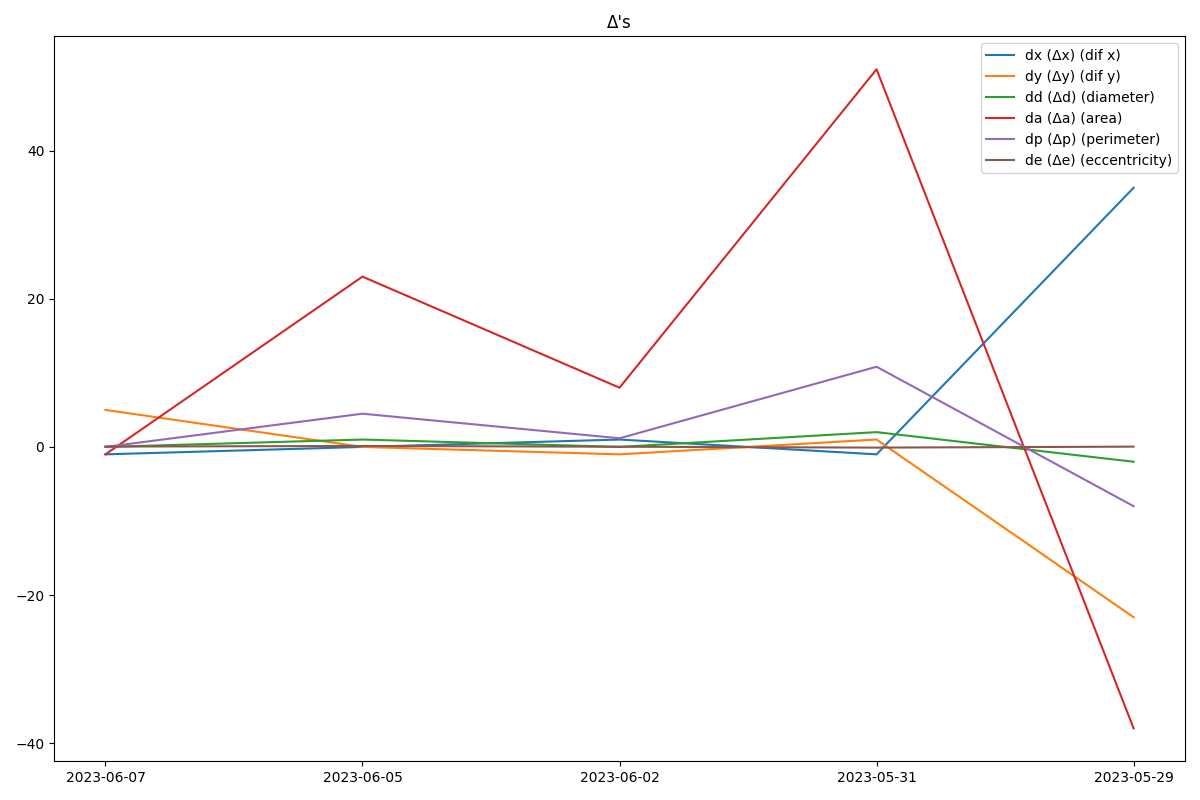 Δ's
dx (Δx) (dif x)
dy (Δy) (dif y)
dd (Δd) (diameter)
da (Δa) (area)
dp (Δp) (perimeter)
de (Δe) (eccentricity)
40
20
0
−20
−40
2023-06-07 2023-06-05 2023-06-02 2023-05-31 2023-05-29